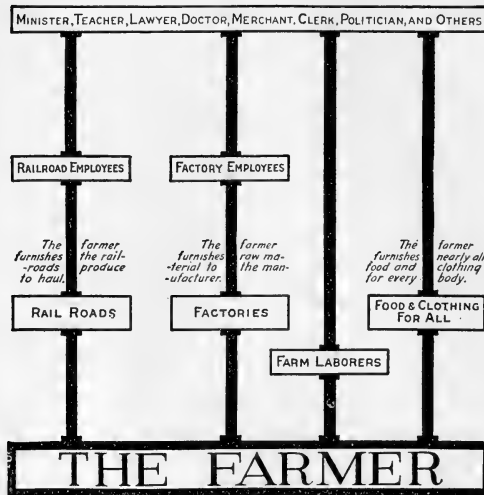 MINISTER, TEACHER, LAWYER, DOCTOR, MERCHANT, CLERK, POLITICIAN, AND OTHERS
RAILROAD EMPLOYEES
FACTORY EMPLOYEES
The farmer
furnishes the rail-
-roads produce
to haul.
The farmer
furnishes raw ma-
-terial to the man-
-ufacturer.
The farmer
furnishes nearly all
food and clothing
for every body.
RAIL ROADS
FACTORIES
FOOD & CLOTHING
FOR ALL
FARM LABORERS
THE FARMER